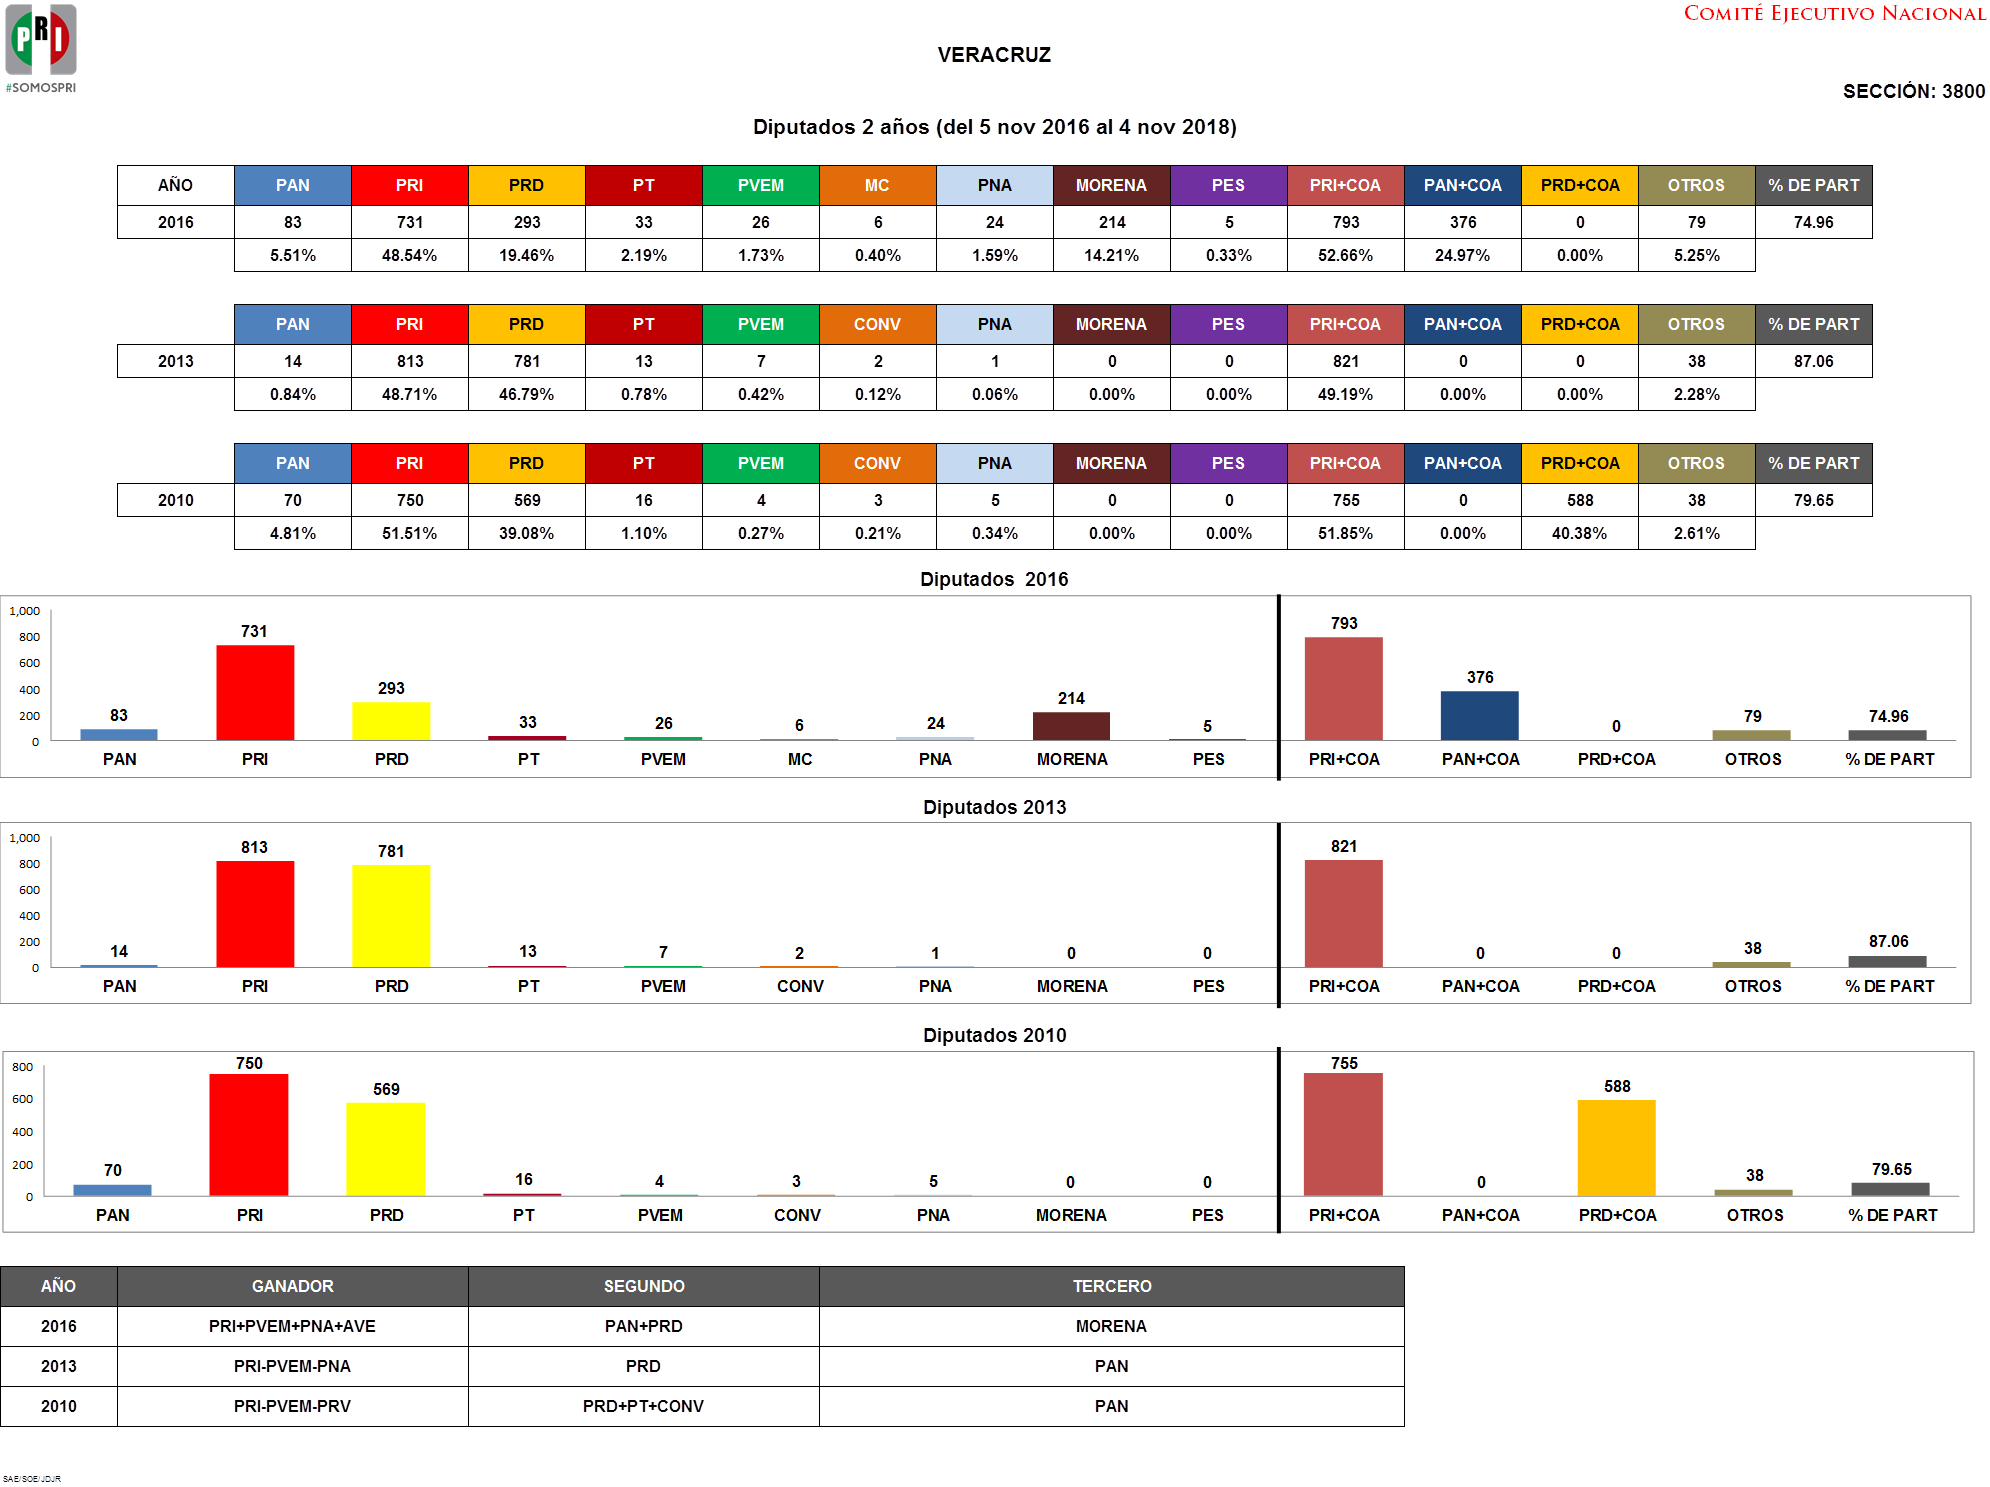 PRI
#SOMOSPRI
COMITÉ EJECUTIVO NACIONAL
VERACRUZ
SECCIÓN: 3800
Diputados 2 años (del 5 nov 2016 al 4 nov 2018)
AÑO PAN PRI PRD PT PVEM MC PNA MORENA PES PRI+COA PAN+COA PRD+COA OTROS % DE PART
2016 83 731 293 33 26 6 24 214 5 793 376 0 79 74.96
5.51% 48.54% 19.46% 2.19% 1.73% 0.40% 1.59% 14.21% 0.33% 52.66% 24.97% 0.00% 5.25%
PAN PRI PRD PT PVEM CONV PNA MORENA PES PRI+COA PAN+COA PRD+COA OTROS % DE PART
2013 14 813 781 13 7 2 1 0 0 821 0 0 38 87.06
0.84% 48.71% 46.79% 0.78% 0.42% 0.12% 0.06% 0.00% 0.00% 49.19% 0.00% 0.00% 2.28%
PAN PRI PRD PT PVEM CONV PNA MORENA PES PRI+COA PAN+COA PRD+COA OTROS % DE PART
2010 70 750 569 16 4 3 5 0 0 755 0 588 38 79.65
4.81% 51.51% 39.08% 1.10% 0.27% 0.21% 0.34% 0.00% 0.00% 51.85% 0.00% 40.38% 2.61%
Diputados 2016
1,000
800
600
400
200
0
83 731 293 33 26 6 24 214 5 793 376 0 79 74.96
PAN PRI PRD PT PVEM MC PNA MORENA PES PRI+COA PAN+COA PRD+COA OTROS % DE PART
Diputados 2013
1,000
800
600
400
200
0
14 813 781 13 7 2 1 0 0 821 0 0 38 87.06
PAN PRI PRD PT PVEM CONV PNA MORENA PES PRI+COA PAN+COA PRD+COA OTROS % DE PART
Diputados 2010
800
600
400
200
0
70 750 569 16 4 3 5 0 0 755 0 588 38 79.65
PAN PRI PRD PT PVEM CONV PNA MORENA PES PRI+COA PAN+COA PRD+COA OTROS % DE PART
AÑO GANADOR SEGUNDO TERCERO
2016 PRI+PVEM+PNA+AVE PAN+PRD MORENA
2013 PRI-PVEM-PNA PRD PAN
2010 PRI-PVEM-PRV PRD+PT+CONV PAN
SAE/SOE/JDJR